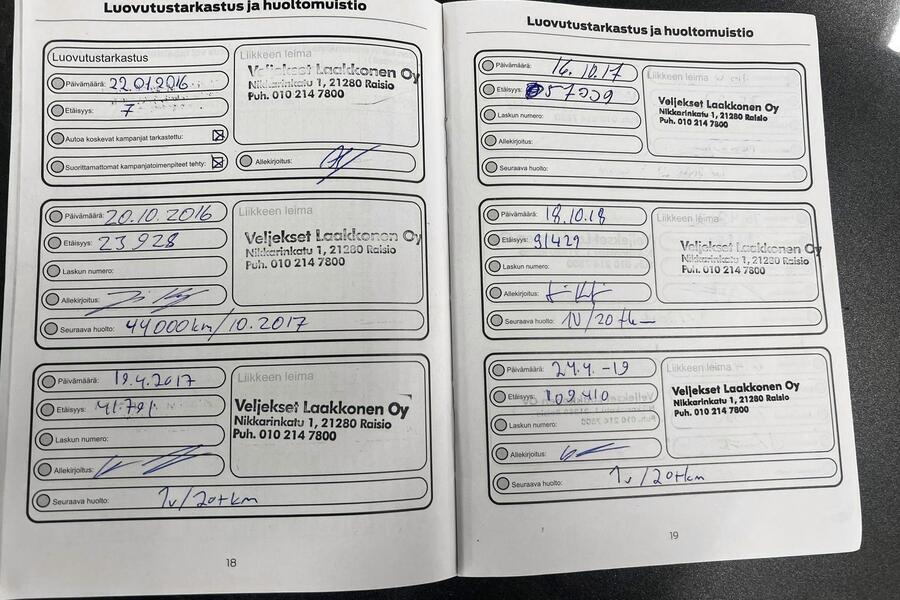 Luovutustarkastus ja huoltomuistio
Luovutustarkastus
Päivämäärä: 22.01.2016
Etäisyys: 7
Autoa koskevat kampanjat tarkastettu:
Suorittamattomat kampanjatoimenpiteet tehty:
Liikkeen leima
Veljekset Laakkonen Oy
Nikkarinkatu 1, 21280 Raisio
Puh. 010 214 7800
Allekirjoitus:
Päivämäärä: 20.10.2016
Etäisyys: 23 928
Laskun numero:
Allekirjoitus:
Liikkeen leima
Veljekset Laakkonen Oy
Nikkarinkatu 1, 21280 Raisio
Puh. 010 214 7800
Seuraava huolto: 44000km/10.2017
Päivämäärä: 19.4.2017
Etäisyys: 41.791
Laskun numero:
Allekirjoitus:
Liikkeen leima
Veljekset Laakkonen Oy
Nikkarinkatu 1, 21280 Raisio
Puh. 010 214 7800
Seuraava huolto: 1v/20tkm
18
Luovutustarkastus ja huoltomuistio
Päivämäärä: 16.10.17
Etäisyys:
Laskun numero:
Allekirjoitus:
Liikkeen leima
Veljekset Laakkonen Oy
Nikkarinkatu 1, 21280 Raisio
Puh. 010 214 7800
Seuraava huolto:
Päivämäärä: 18.10.18
Etäisyys: 91429
Laskun numero:
Allekirjoitus:
Liikkeen leima
Veljekset Laakkonen Oy
Nikkarinkatu 1, 21280 Raisio
Puh. 010 214 7800
Seuraava huolto: 1V/20tk
Päivämäärä: 24.4.-19
Etäisyys: 109410
Laskun numero:
Allekirjoitus:
Liikkeen leima
Veljekset Laakkonen Oy
Nikkarinkatu 1, 21280 Raisio
Puh. 010 214 7800
Seuraava huolto: 1v/20tkm
19